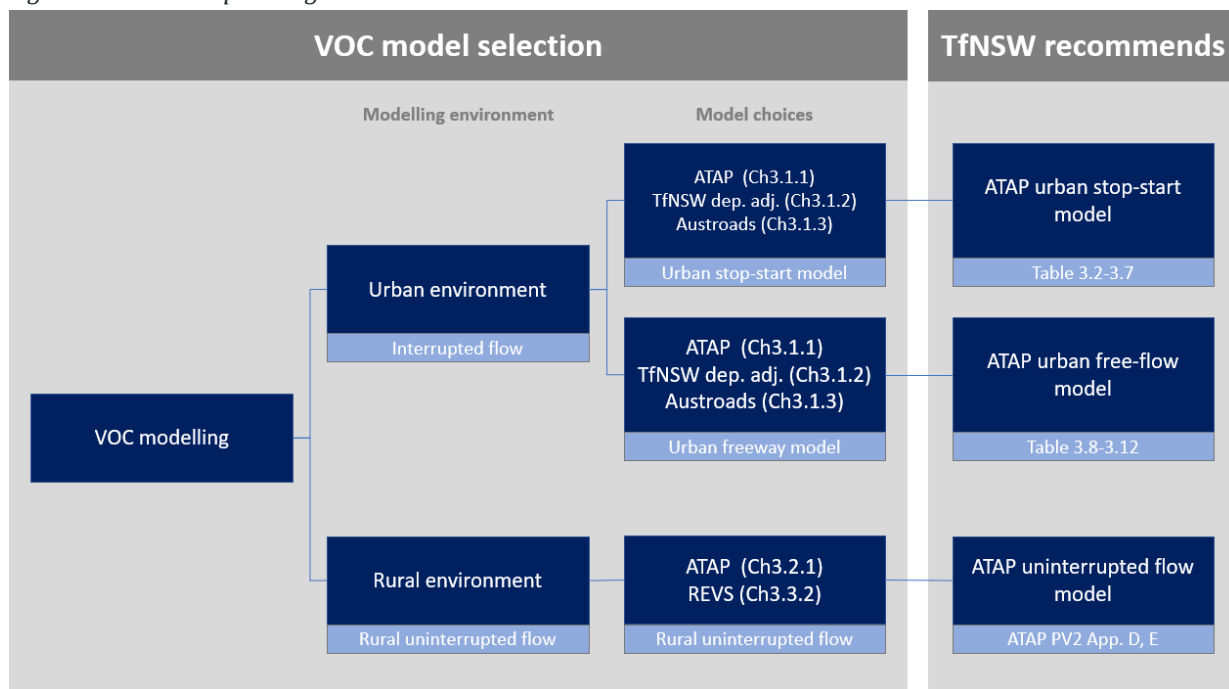 VOC model selection
TfNSW recommends
Modelling environment
Model choices
ATAP (Ch3.1.1)
TfNSW dep. adj. (Ch3.1.2)
Austroads (Ch3.1.3)
Urban stop-start model
ATAP urban stop-start
model
Table 3.2-3.7
Urban environment
Interrupted flow
ATAP (Ch3.1.1)
TfNSW dep. adj. (Ch3.1.2)
Austroads (Ch3.1.3)
Urban freeway model
ATAP urban free-flow
model
Table 3.8-3.12
VOC modelling
Rural environment
Rural uninterrupted flow
ATAP (Ch3.2.1)
REVS (Ch3.3.2)
Rural uninterrupted flow
ATAP uninterrupted flow
model
ATAP PV2 App. D, E